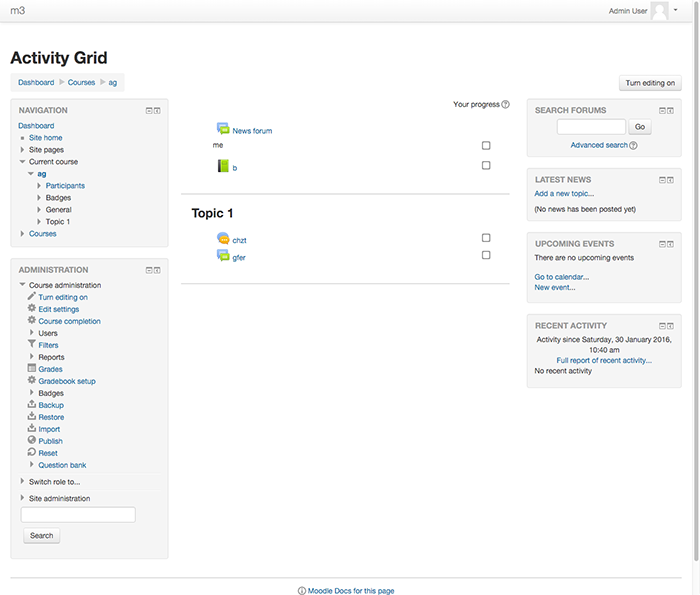 m3
Admin User
Activity Grid
Dashboard Courses ag
Turn editing on
NAVIGATION
Dashboard
Site home
Site pages
Current course
ag
Participants
Badges
General
Topic 1
Courses
ADMINISTRATION
Course administration
Turn editing on
Edit settings
Course completion
Users
Filters
Reports
Grades
Gradebook setup
Badges
Backup
Restore
Import
Publish
Reset
Question bank
Switch role to...
Site administration
Search
Your progress
News forum
me
b
Topic 1
chzt
gfer
SEARCH FORUMS
Go
Advanced search
LATEST NEWS
Add a new topic...
(No news has been posted yet)
UPCOMING EVENTS
There are no upcoming events
Go to calendar...
New event...
RECENT ACTIVITY
Activity since Saturday, 30 January 2016,
10:40 am
Full report of recent activity...
No recent activity
Moodle Docs for this page